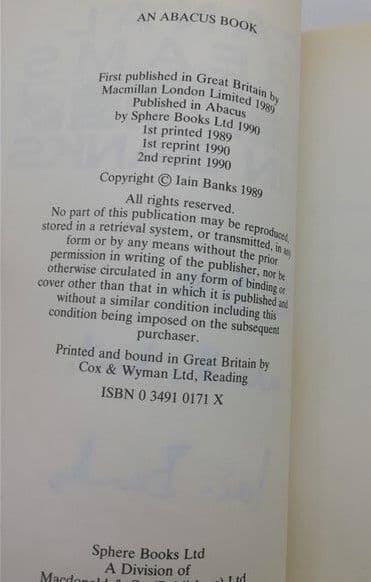 AN ABACUS BOOK
First published in Great Britain by
Macmillan London Limited 1989
Published in Abacus
by Sphere Books Ltd 1990
1st printed 1989
1st reprint 1990
2nd reprint 1990
Copyright © Iain Banks 1989
All rights reserved.
No part of this publication may be reproduced,
stored in a retrieval system, or transmitted, in any
form or by any means without the prior
permission in writing of the publisher, nor be
otherwise circulated in any form of binding or
cover other than that in which it is published and
without a similar condition including this
condition being imposed on the subsequent
purchaser.
Printed and bound in Great Britain by
Cox & Wyman Ltd, Reading
ISBN 0 3491 0171 X
Sphere Books Ltd
A Division of
Macdonald & Co Ltd